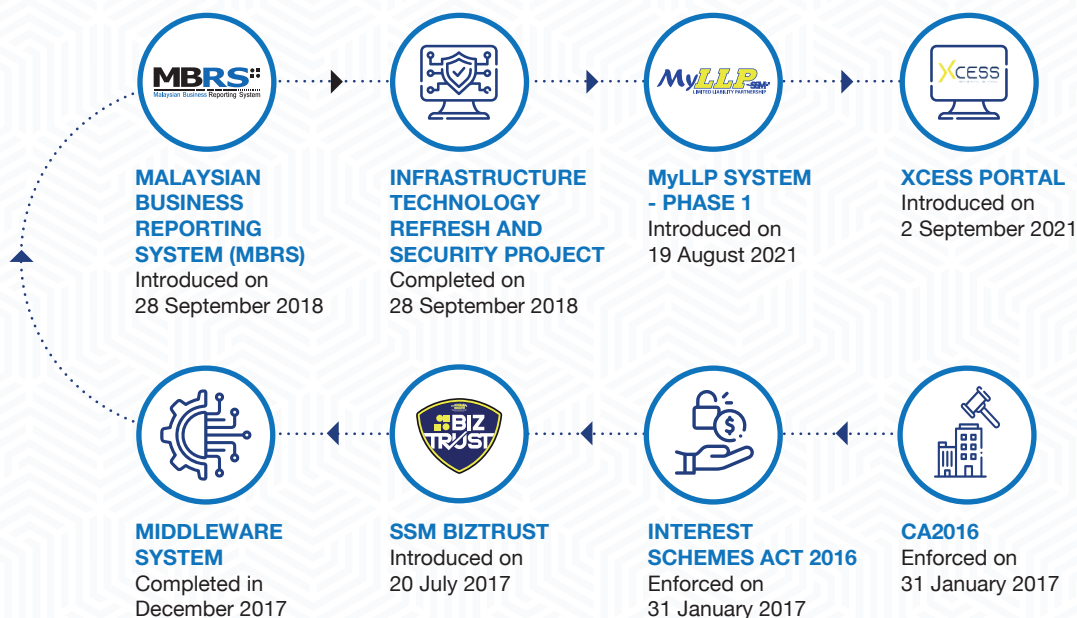 MBRS
Malaysian Business Reporting System
MyLLP SSM
LIMITED LIABILITY PARTNERSHIP
XCESS
MALAYSIAN
BUSINESS
REPORTING
SYSTEM (MBRS)
Introduced on
28 September 2018
INFRASTRUCTURE
TECHNOLOGY
REFRESH AND
SECURITY PROJECT
Completed on
28 September 2018
MyLLP SYSTEM
- PHASE 1
Introduced on
19 August 2021
XCESS PORTAL
Introduced on
2 September 2021
BIZ
TRUST
$
MIDDLEWARE
SYSTEM
Completed in
December 2017
SSM BIZTRUST
Introduced on
20 July 2017
INTEREST
SCHEMES ACT 2016
Enforced on
31 January 2017
CA2016
Enforced on
31 January 2017